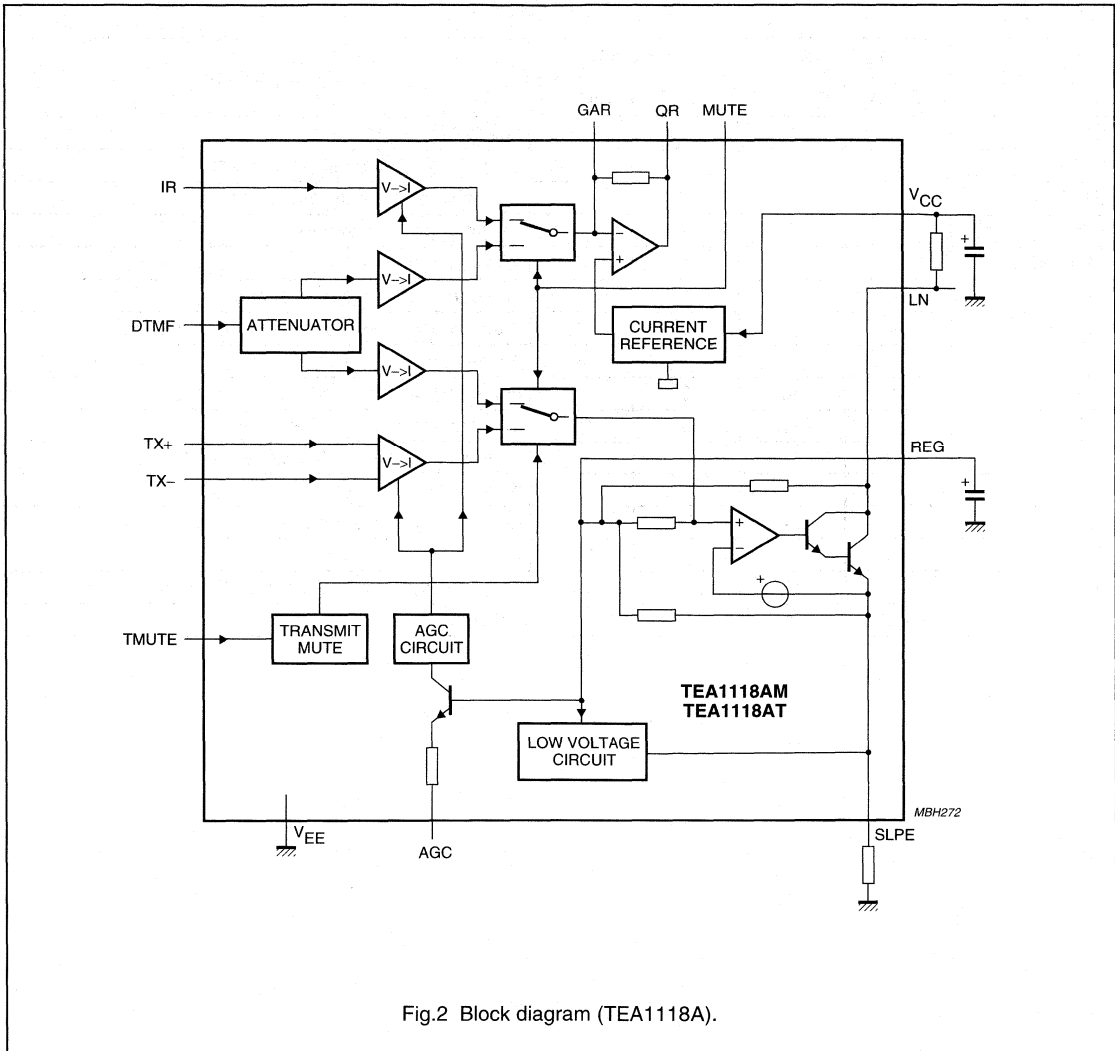 GAR QR MUTE
IR
V->I
VCC
V->I
LN
DTMF
ATTENUATOR
CURRENT
REFERENCE
V->I
TX+
REG
TX−
V->I
+
−
+
+
−
+
+
TMUTE
TRANSMIT
MUTE
AGC
CIRCUIT
TEA1118AM
TEA1118AT
LOW VOLTAGE
CIRCUIT
MBH272
VEE
AGC
SLPE
Fig.2 Block diagram (TEA1118A).